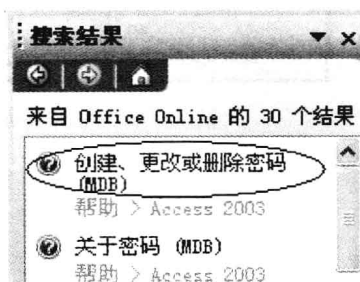 搜索结果
来自 Office Online 的 30 个结果
创建、更改或删除密码
(MDB)
帮助 > Access 2003
关于密码 (MDB)
帮助 > Access 2003